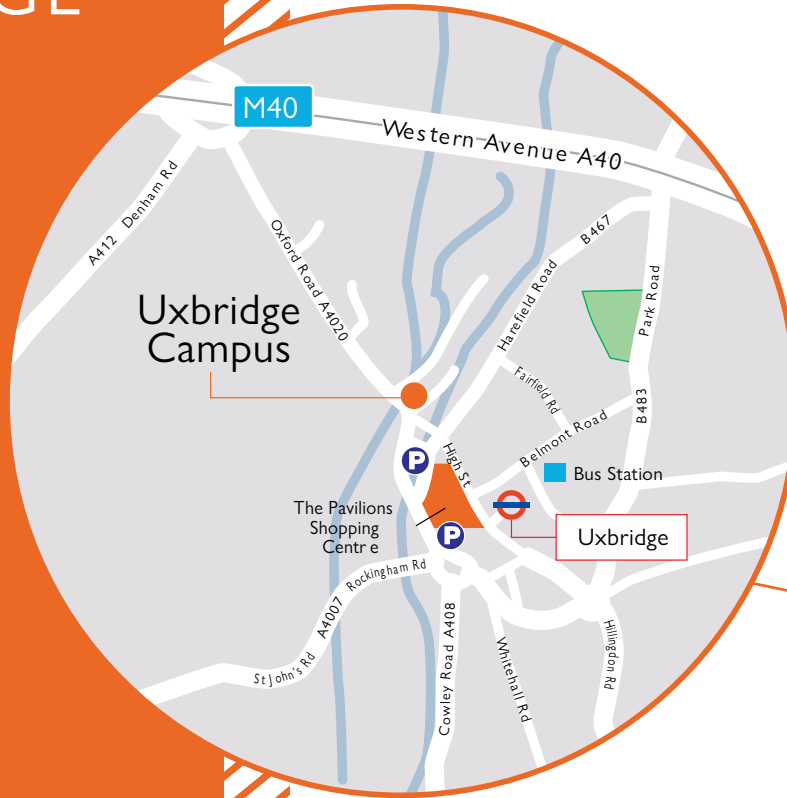 GE
M40
Western Avenue A40
A412 Denham Rd
Oxford Road A4020
B467
Harefield Road
Park Road
Uxbridge
Campus
Fairfield Rd
B483
Belmont Road
High St
P
Bus Station
The Pavilions
Shopping
Centr e
P
Uxbridge
Rockingham Rd
A4007
St John's Rd
Cowley Road A408
Whitehall Rd
Hillingdon Rd